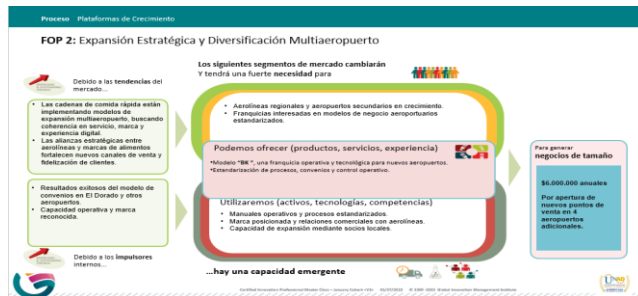 Proceso Plataformas de Crecimiento
FOP 2: Expansión Estratégica y Diversificación Multiaeropuerto
Los siguientes segmentos de mercado cambiarán
Y tendrá una fuerte necesidad para
Debido a las tendencias del
mercado...
• Las cadenas de comida rápida están
implementando modelos de
expansión multiaeropuerto, buscando
coherencia en servicio, marca y
experiencia digital.
• Las alianzas estratégicas entre
aerolíneas y marcas de alimentos
fortalecen nuevos canales de venta y
fidelización de clientes.
• Aerolíneas regionales y aeropuertos secundarios en crecimiento.
• Franquicias interesadas en modelos de negocio aeroportuarios
estandarizados.
Podemos ofrecer (productos, servicios, experiencia)
•Modelo "BK", una franquicia operativa y tecnológica para nuevos aeropuertos.
•Estandarización de procesos, convenios y control operativo.
Para generar
negocios de tamaño
$6.000.000 anuales
Por apertura de
nuevos puntos de
venta en 4
aeropuertos
adicionales.
• Resultados exitosos del modelo de
convenios en El Dorado y otros
aeropuertos.
• Capacidad operativa y marca
reconocida.
Utilizaremos (activos, tecnologías, competencias)
• Manuales operativos y procesos estandarizados.
• Marca posicionada y relaciones comerciales con aerolíneas.
• Capacidad de expansión mediante socios locales.
Debido a los impulsores
internos...
...hay una capacidad emergente